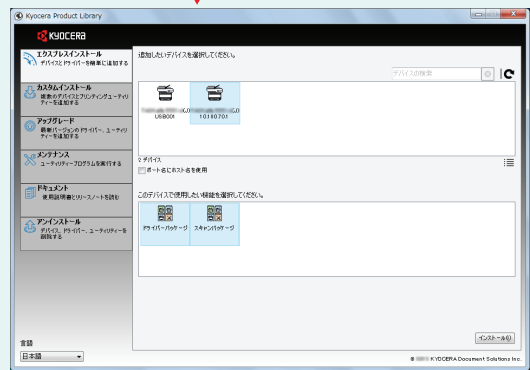 Kyocera Product Library
KYOCERA
エクスプレスインストール
デバイスとドライバーを簡単に追加する
カスタムインストール
複数のデバイスとプリンティングユーティリ
ティーを追加する
アップグレード
最新バージョンのドライバー、ユーティリ
ティーを追加する
メンテナンス
ユーティリティープログラムを実行する
ドキュメント
使用説明書とリリースノートを読む
アンインストール
デバイス、ドライバー、ユーティリティーを
削除する
言語
日本語
追加したいデバイスを選択してください。
デバイスの検索
USB001
10.180.70.1
2 デバイス
ポート名にホスト名を使用
このデバイスで使用したい機能を選択してください。
ドライバーパッケージ
スキャンパッケージ
インストール(I)
KYOCERA Document Solutions Inc.